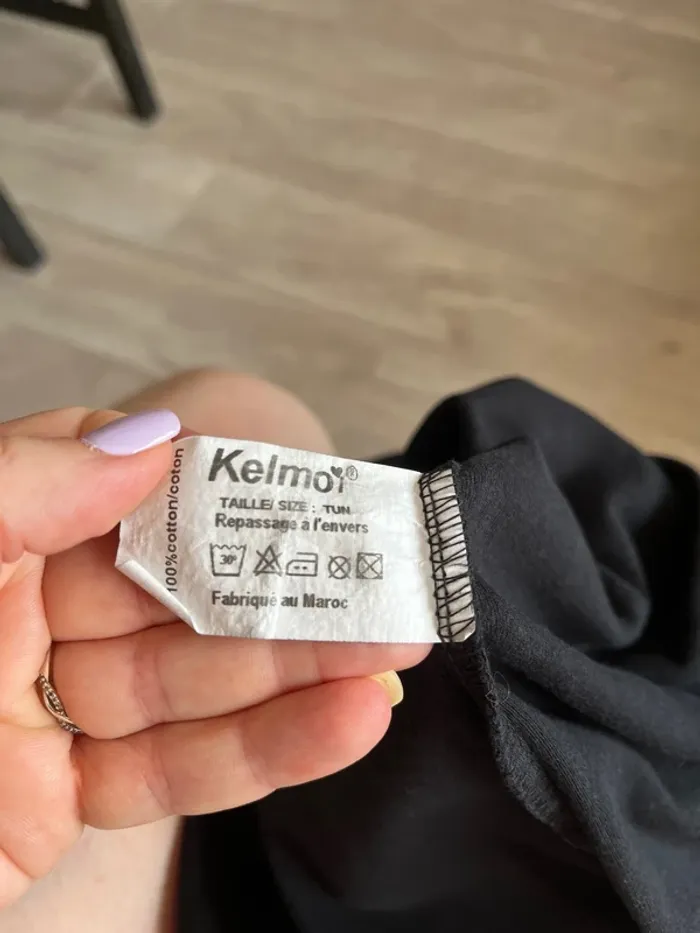 Kelmoi®
TAILLE/ SIZE : TUN
Repassage à l'envers
30°
Fabriqué au Maroc
100%cotton/coton